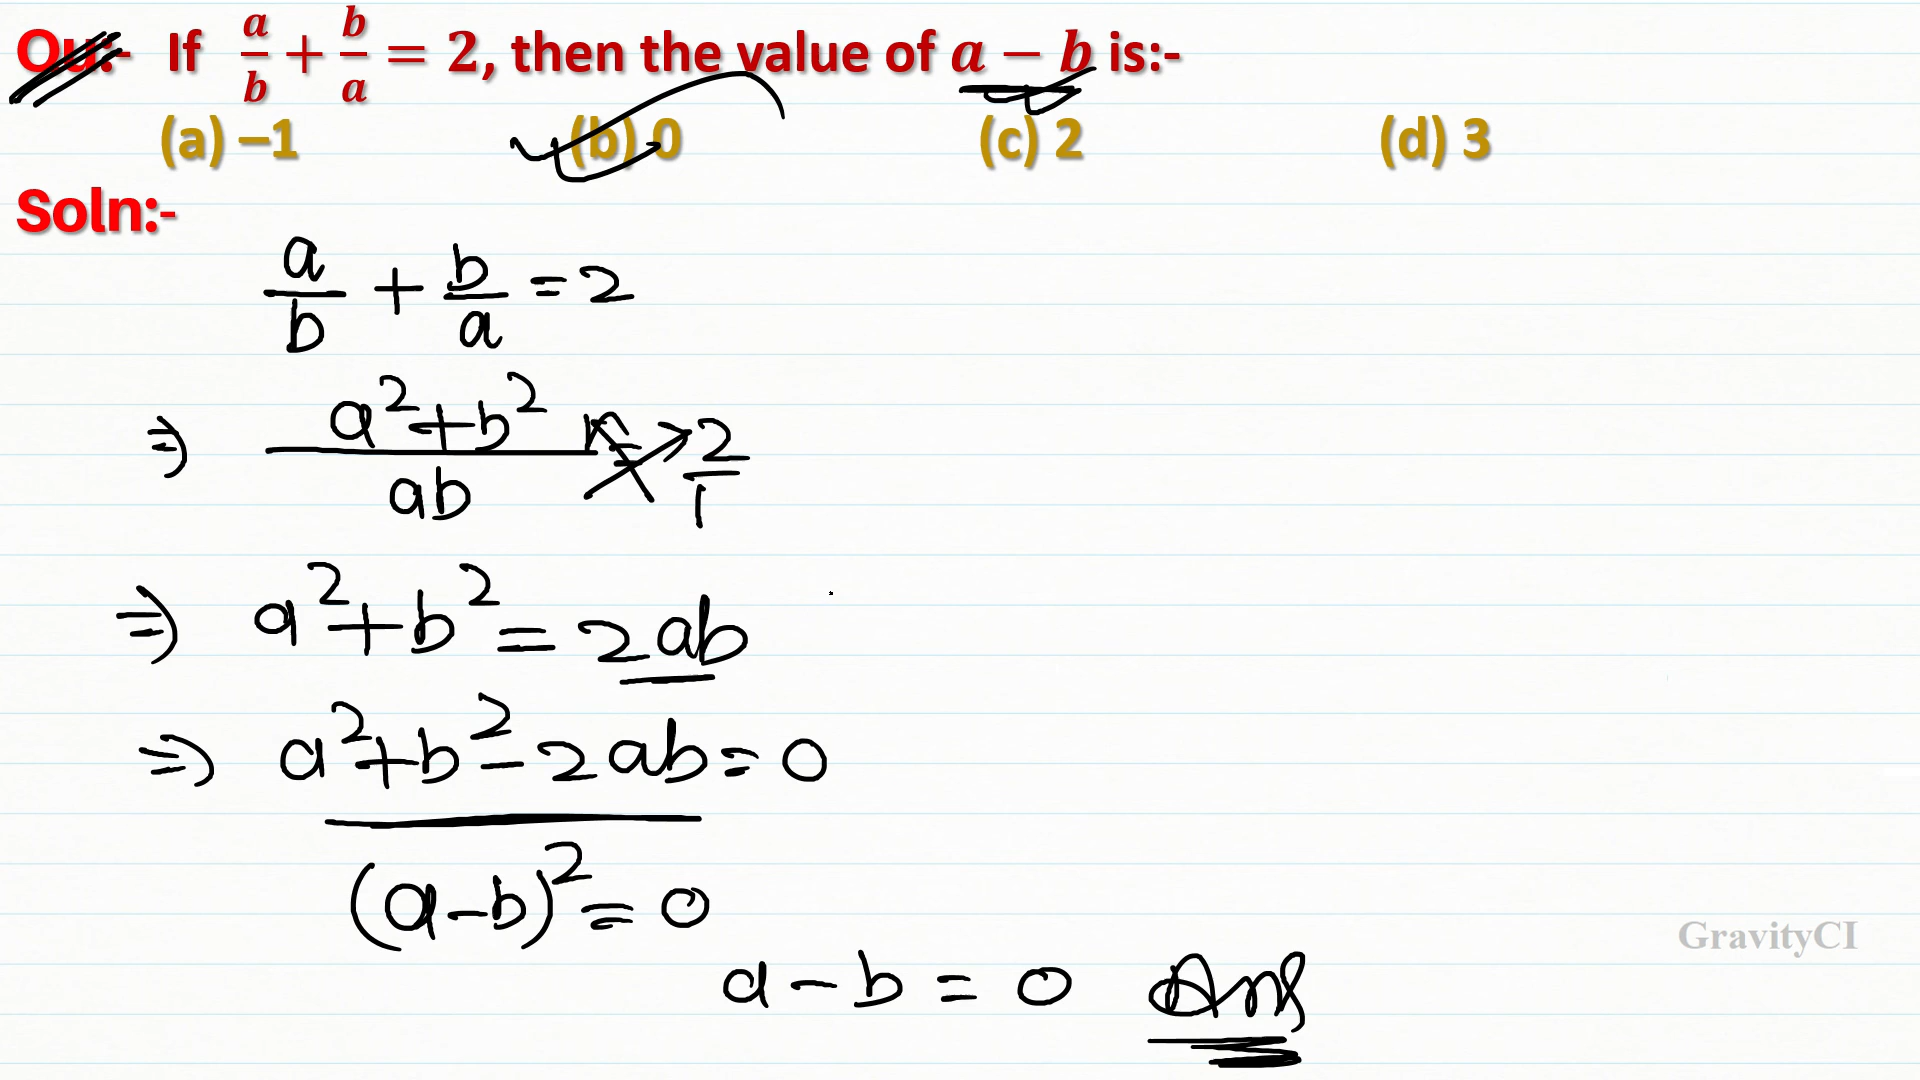 Qu:- If a/b + b/a = 2, then the value of a − b is:-
(a) –1 (b) 0 (c) 2 (d) 3
Soln:-
a/b + b/a = 2
⇒ (a² + b²)/ab = 2/1
⇒ a² + b² = 2ab
⇒ a² + b² − 2ab = 0
(a−b)² = 0
a − b = 0 Ans
GravityCI